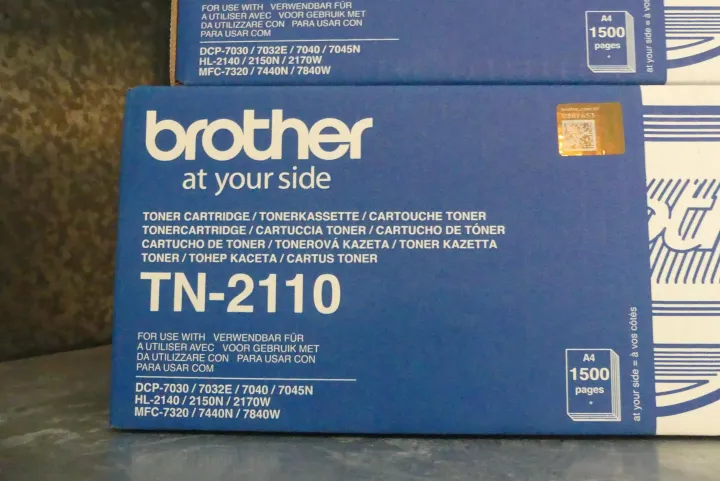 FOR USE WITH VERWENDBAR FÜR
A UTILISER AVEC VOOR GEBRUIK MET
DA UTILIZZARE CON PARA USAR CON
PARA USAR COM
DCP-7030 / 7032E / 7040 / 7045N
HL-2140 / 2150N / 2170W
MFC-7320 / 7440N / 7840W
A4
1500
pages
at your side = à vos
brother
at your side
TONER CARTRIDGE / TONERKASSETTE / CARTOUCHE TONER
TONERCARTRIDGE / CARTUCCIA TONER / CARTUCHO DE TÓNER
CARTUCHO DE TONER / TONEROVÁ KAZETA / TONER KAZETTA
TONER / ТОНЕР КАСЕТА / CARTUS TONER
TN-2110
FOR USE WITH VERWENDBAR FÜR
A UTILISER AVEC VOOR GEBRUIK MET
DA UTILIZZARE CON PARA USAR CON
PARA USAR COM
DCP-7030 / 7032E / 7040 / 7045N
HL-2140 / 2150N / 2170W
MFC-7320 / 7440N / 7840W
A4
1500
pages
at your side = à vos côtés